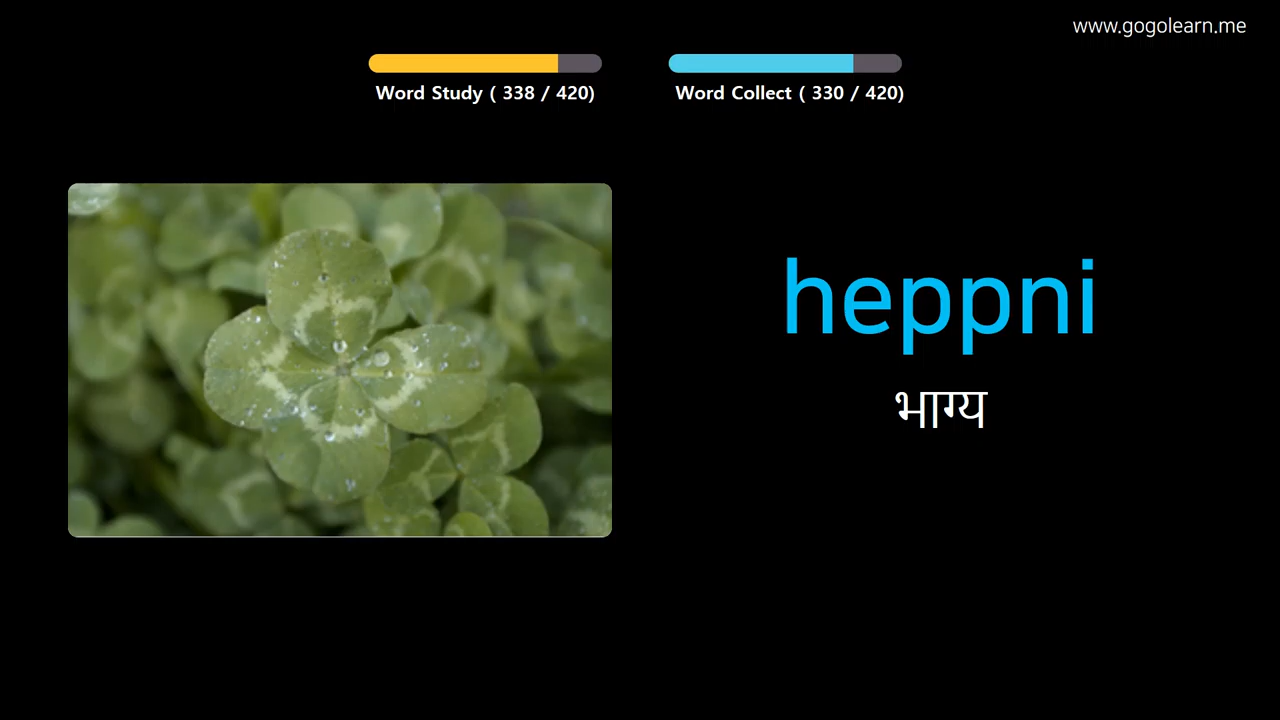 www.gogolearn.me
Word Study ( 338 / 420)
Word Collect ( 330 / 420)
heppni
भाग्य